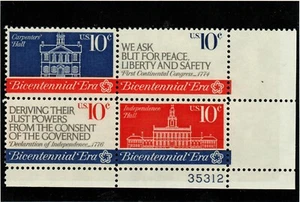 Carpenters'
Hall
US 10c
Bicentennial Era
WE ASK
BUT FOR PEACE,
LIBERTY AND SAFETY
First Continental Congress, 1774
US 10c
Bicentennial Era
DERIVING THEIR
JUST POWERS
FROM THE CONSENT
OF THE GOVERNED
Declaration of Independence, 1776
US 10c
Bicentennial Era
Independence
Hall
US 10c
Bicentennial Era
35312